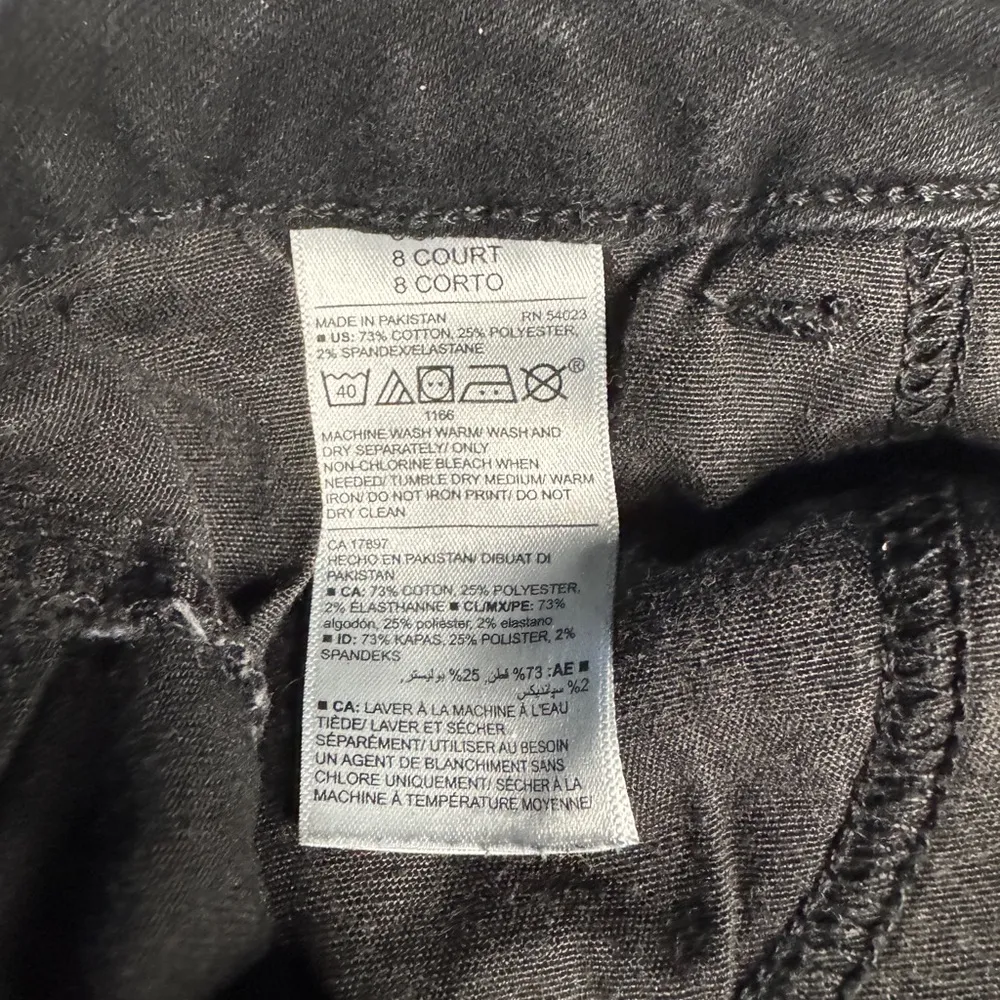 8 COURT
8 CORTO
MADE IN PAKISTAN RN 54023
■ US: 73% COTTON, 25% POLYESTER,
2% SPANDEX/ELASTANE
40
®
1166
MACHINE WASH WARM/ WASH AND
DRY SEPARATELY/ ONLY
NON-CHLORINE BLEACH WHEN
NEEDED/ TUMBLE DRY MEDIUM/ WARM
IRON/ DO NOT IRON PRINT/ DO NOT
DRY CLEAN
CA 17897
HECHO EN PAKISTAN/ DIBUAT DI
PAKISTAN
■ CA: 73% COTON, 25% POLYESTER,
2% ÉLASTHANNE ■ CL/MX/PE: 73%
algodón, 25% poliéster, 2% elastano
■ ID: 73% KAPAS, 25% POLISTER, 2%
SPANDEKS
■ AE: 73% قطن, 25% بوليستر,
2% سباندیکس
■ CA: LAVER À LA MACHINE À L'EAU
TIÈDE/ LAVER ET SÉCHER
SÉPARÉMENT/ UTILISER AU BESOIN
UN AGENT DE BLANCHIMENT SANS
CHLORE UNIQUEMENT/ SÉCHER À LA
MACHINE À TEMPÉRATURE MOYENNE/